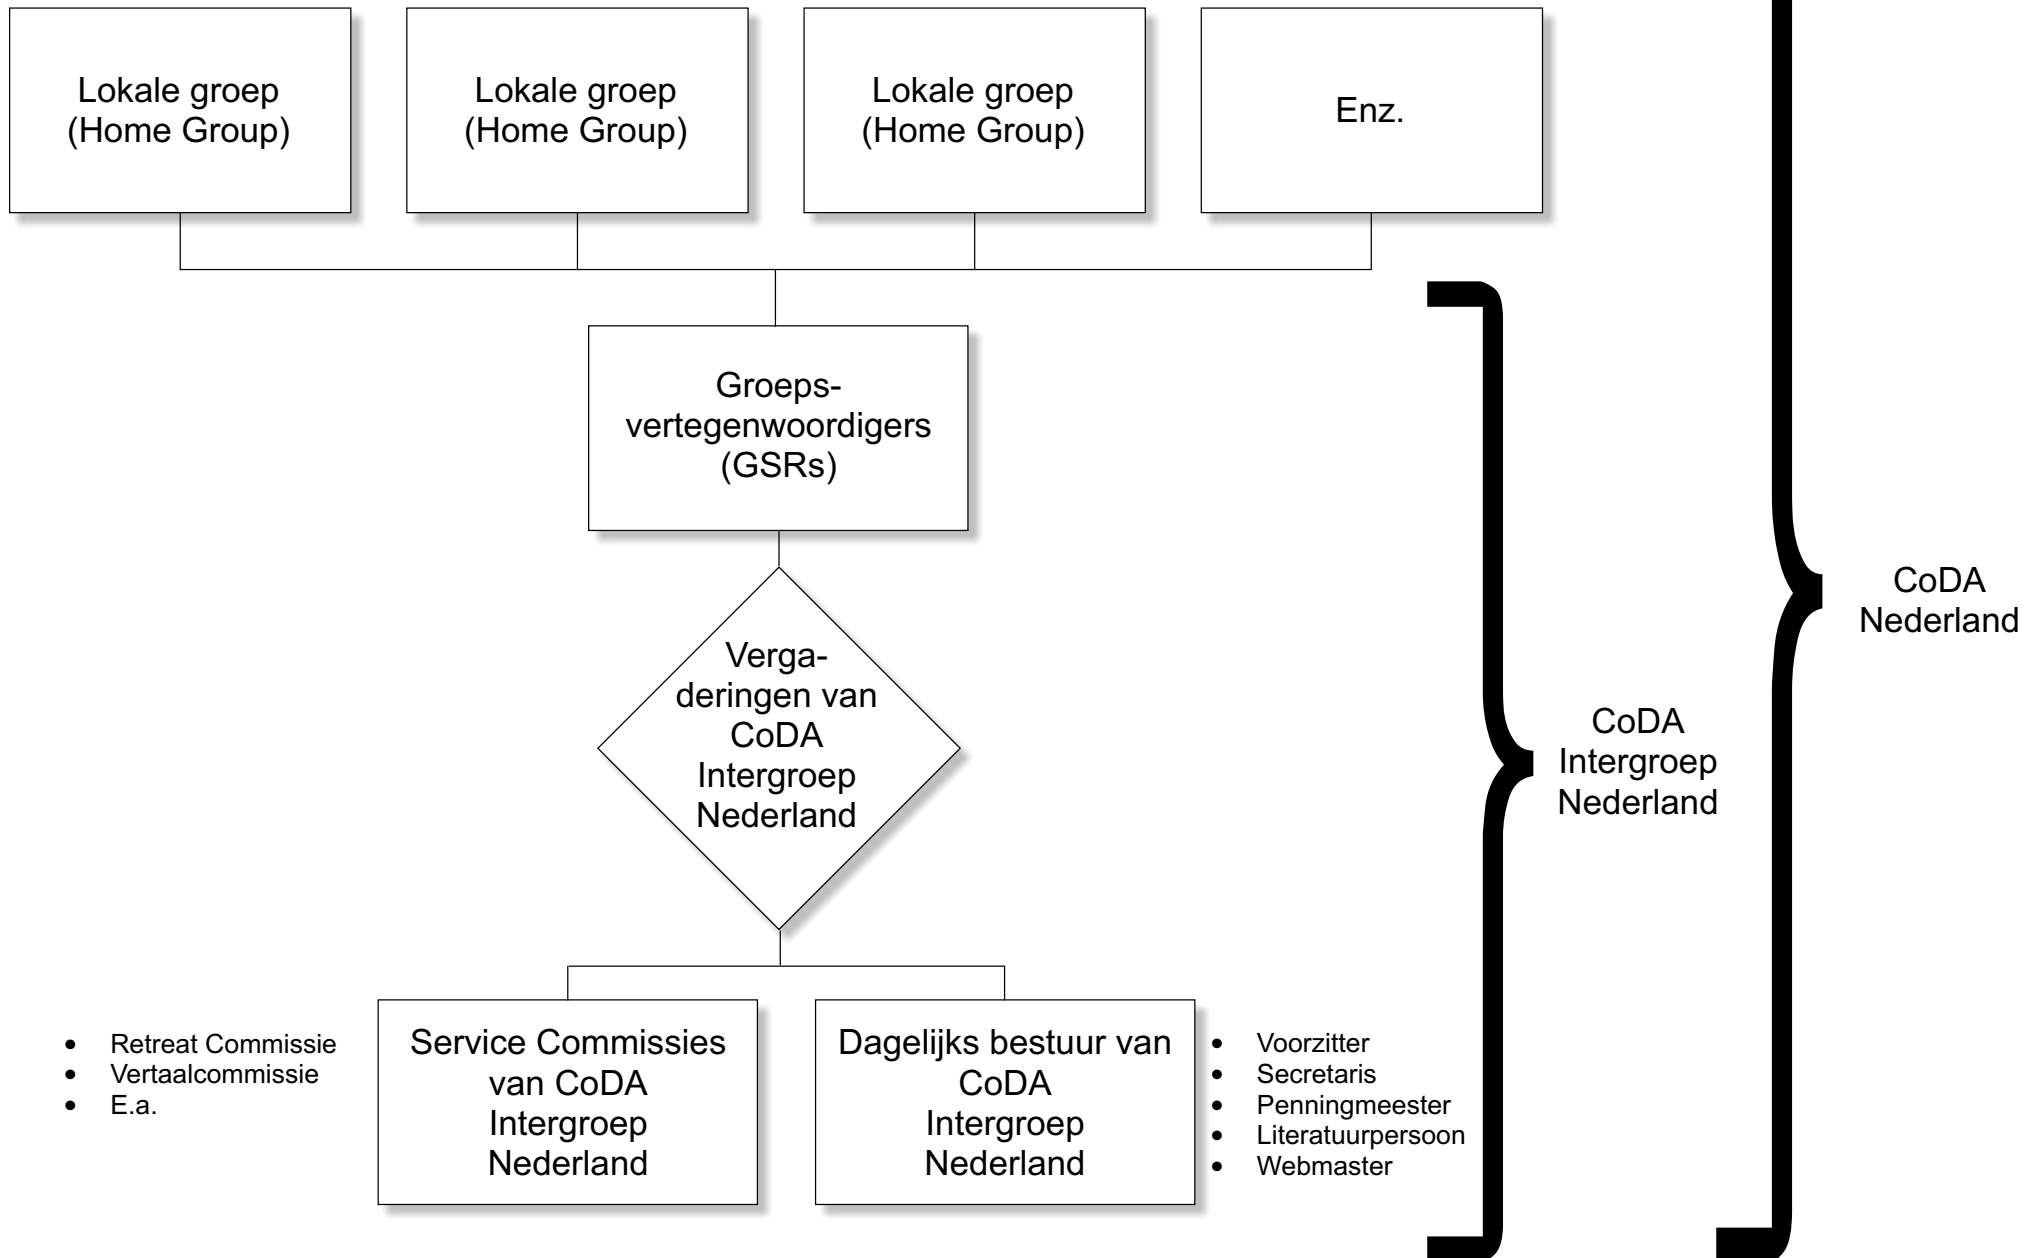 Lokale groep
(Home Group)
Lokale groep
(Home Group)
Lokale groep
(Home Group)
Enz.
Groeps-
vertegenwoordigers
(GSRs)
Verga-
deringen van
CoDA
Intergroep
Nederland
CoDA
Intergroep
Nederland
CoDA
Nederland
• Retreat Commissie
• Vertaalcommissie
• E.a.
Service Commissies
van CoDA
Intergroep
Nederland
Dagelijks bestuur van
CoDA
Intergroep
Nederland
• Voorzitter
• Secretaris
• Penningmeester
• Literatuurpersoon
• Webmaster